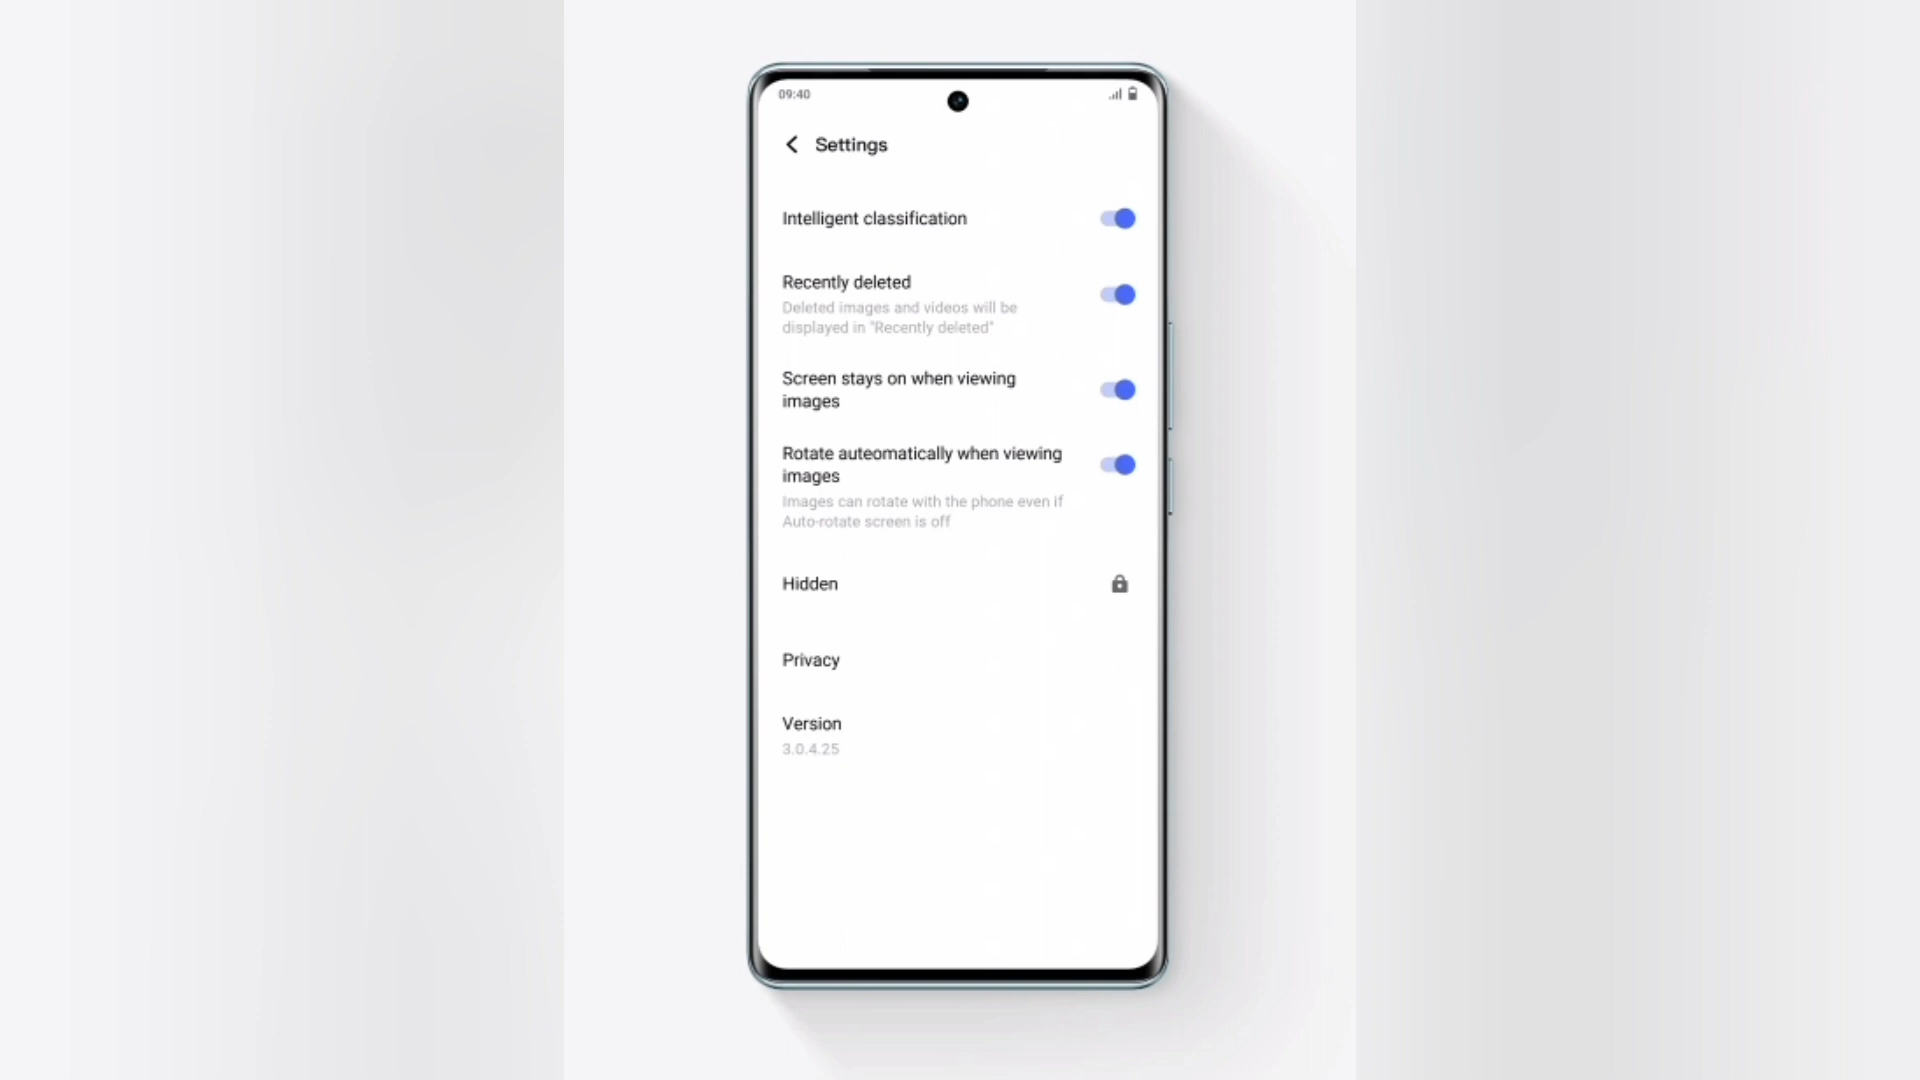 09:40
Settings
Intelligent classification
Recently deleted
Deleted images and videos will be
displayed in "Recently deleted"
Screen stays on when viewing
images
Rotate auteomatically when viewing
images
Images can rotate with the phone even if
Auto-rotate screen is off
Hidden
Privacy
Version
3.0.4.25